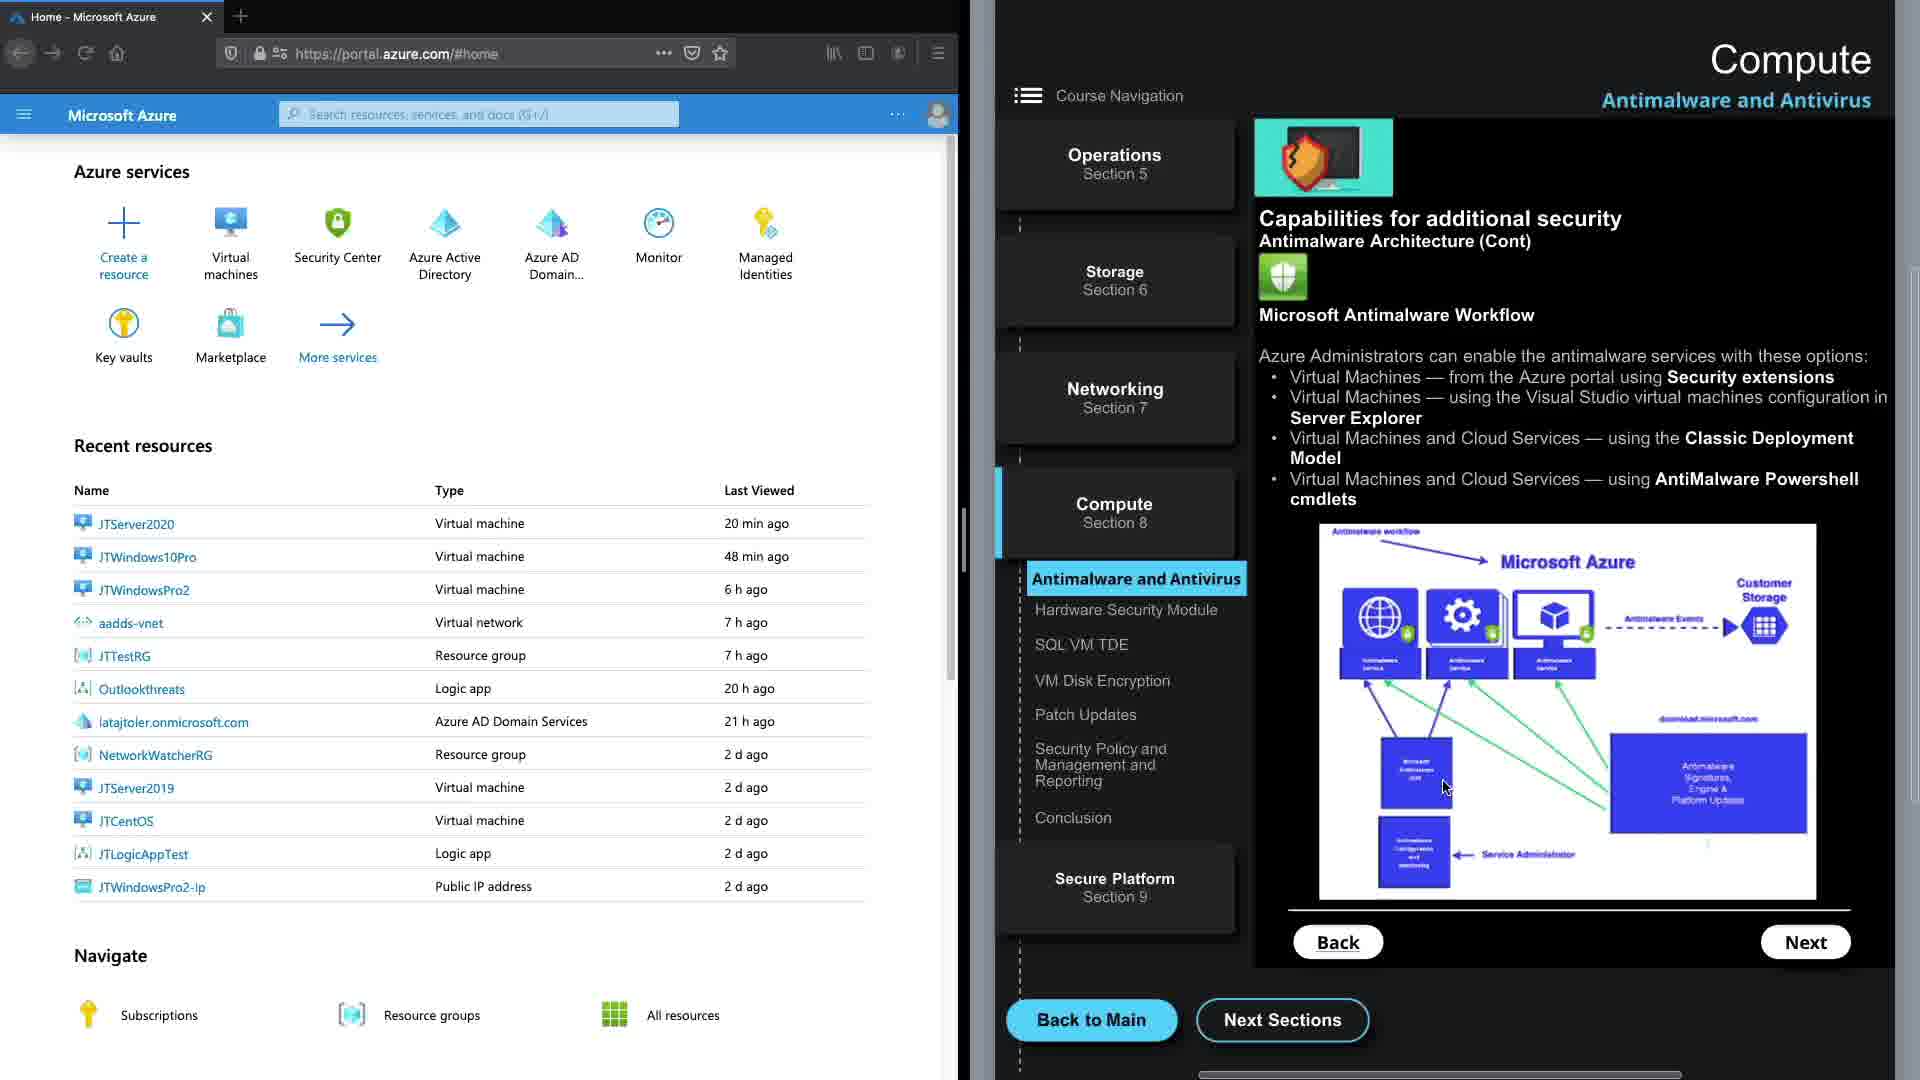 Home - Microsoft Azure
https://portal.azure.com/#home
Microsoft Azure
Search resources, services, and docs (G+/)
Azure services
Create a
resource
Virtual
machines
Security Center
Azure Active
Directory
Azure AD
Domain...
Monitor
Managed
Identities
Key vaults
Marketplace
More services
Recent resources
Name Type Last Viewed
JTServer2020 Virtual machine 20 min ago
JTWindows10Pro Virtual machine 48 min ago
JTWindowsPro2 Virtual machine 6 h ago
aadds-vnet Virtual network 7 h ago
JTTestRG Resource group 7 h ago
Outlookthreats Logic app 20 h ago
latajtoler.onmicrosoft.com Azure AD Domain Services 21 h ago
NetworkWatcherRG Resource group 2 d ago
JTServer2019 Virtual machine 2 d ago
JTCentOS Virtual machine 2 d ago
JTLogicAppTest Logic app 2 d ago
JTWindowsPro2-ip Public IP address 2 d ago
Navigate
Subscriptions
Resource groups
All resources
Compute
Antimalware and Antivirus
Course Navigation
Operations
Section 5
Storage
Section 6
Networking
Section 7
Compute
Section 8
Antimalware and Antivirus
Hardware Security Module
SQL VM TDE
VM Disk Encryption
Patch Updates
Security Policy and
Management and
Reporting
Conclusion
Secure Platform
Section 9
Back to Main
Next Sections
Capabilities for additional security
Antimalware Architecture (Cont)
Microsoft Antimalware Workflow
Azure Administrators can enable the antimalware services with these options:
• Virtual Machines — from the Azure portal using Security extensions
• Virtual Machines — using the Visual Studio virtual machines configuration in
Server Explorer
• Virtual Machines and Cloud Services — using the Classic Deployment
Model
• Virtual Machines and Cloud Services — using AntiMalware Powershell
cmdlets
Antimalware workflow
Microsoft Azure
Customer
Storage
Antimalware Events
Antimalware
Service
Antimalware
Service
Antimalware
Service
download.microsoft.com
Antimalware
Signatures,
Engine &
Platform Updates
Service Administrator
Back
Next